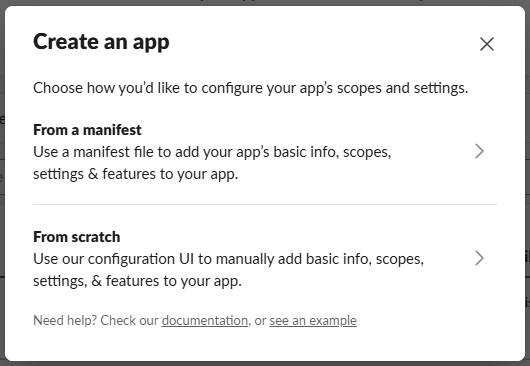 Create an app
Choose how you’d like to configure your app’s scopes and settings.
From a manifest
Use a manifest file to add your app’s basic info, scopes,
settings & features to your app.
From scratch
Use our configuration UI to manually add basic info, scopes,
settings, & features to your app.
Need help? Check our documentation, or see an example